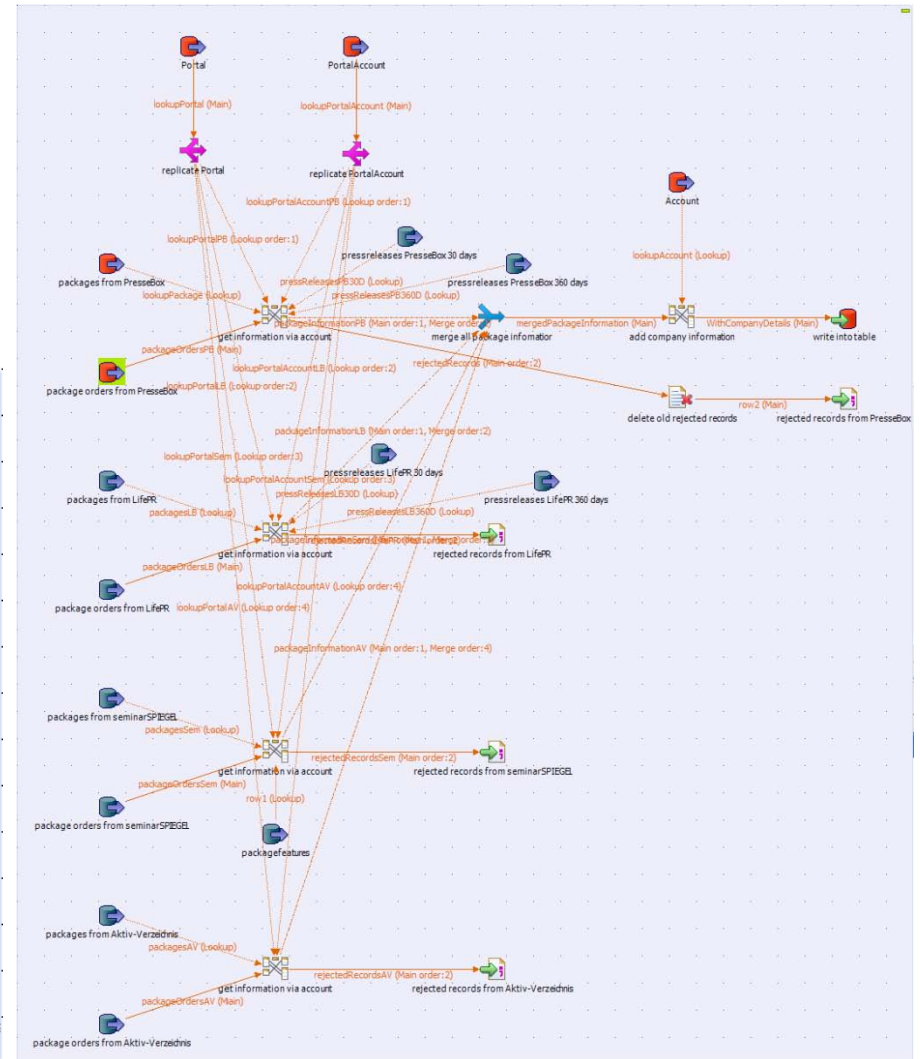 Portal
PortalAccount
lookupPortal (Main)
lookupPortalAccount (Main)
replicate Portal
replicate PortalAccount
Account
lookupPortalAccountPB (Lookup order:1)
lookupPortalPB (Lookup order:1)
pressreleases PresseBox 30 days
lookupAccount (Lookup)
packages from PresseBox
pressReleasesPB30D (Lookup)
pressreleases PresseBox 360 days
lookupPackage (Lookup)
pressReleasesPB360D (Lookup)
packageInformationPB (Main order:1, Merge order:
mergedPackageInformation (Main)
WithCompanyDetails (Main)
get information via account
merge all package informatior
add company information
write into table
packageOrdersPB (Main)
rejectedRecords (Main order:2)
lookupPortalAccountLB (Lookup order:2)
lookupPortalLB (Lookup order:2)
package orders from PresseBox
row2 (Main)
delete old rejected records
rejected records from PresseBox
packageInformationLB (Main order:1, Merge order:2)
lookupPortalSem (Lookup order:3)
pressreleases LifePR 30 days
lookupPortalAccountSem (Lookup order:3)
packages from LifePR
pressReleasesLB30D (Lookup)
pressreleases LifePR 360 days
packagesLB (Lookup)
pressReleasesLB360D (Lookup)
get information via account
rejected records from LifePR
packageOrdersLB (Main)
lookupPortalAccountAV (Lookup order:4)
package orders from LifePR
lookupPortalAV (Lookup order:4)
packageInformationAV (Main order:1, Merge order:4)
packages from seminarSPIEGEL
packagesSem (Lookup)
rejectedRecordsSem (Main order:2)
get information via account
rejected records from seminarSPIEGEL
packageOrdersSem (Main)
row1 (Lookup)
package orders from seminarSPIEGEL
packagefeatures
packages from Aktiv-Verzeichnis
packagesAV (Lookup)
rejectedRecordsAV (Main order:2)
get information via account
rejected records from Aktiv-Verzeichnis
packageOrdersAV (Main)
package orders from Aktiv-Verzeichnis